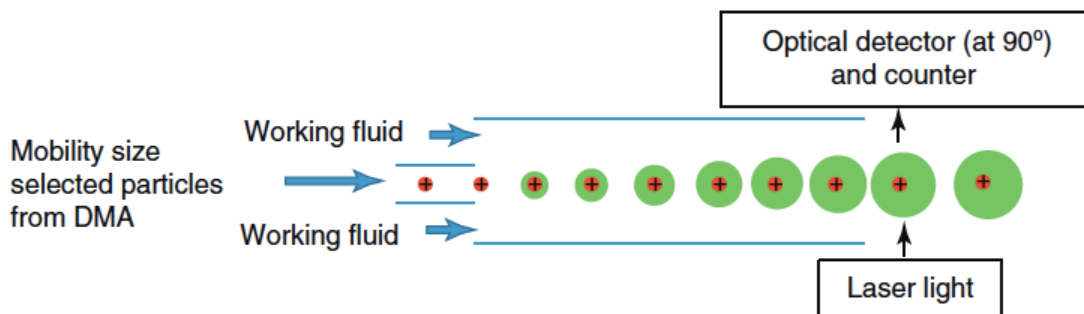 Optical detector (at 90º)
and counter
Working fluid
Mobility size
selected particles
from DMA
Working fluid
Laser light